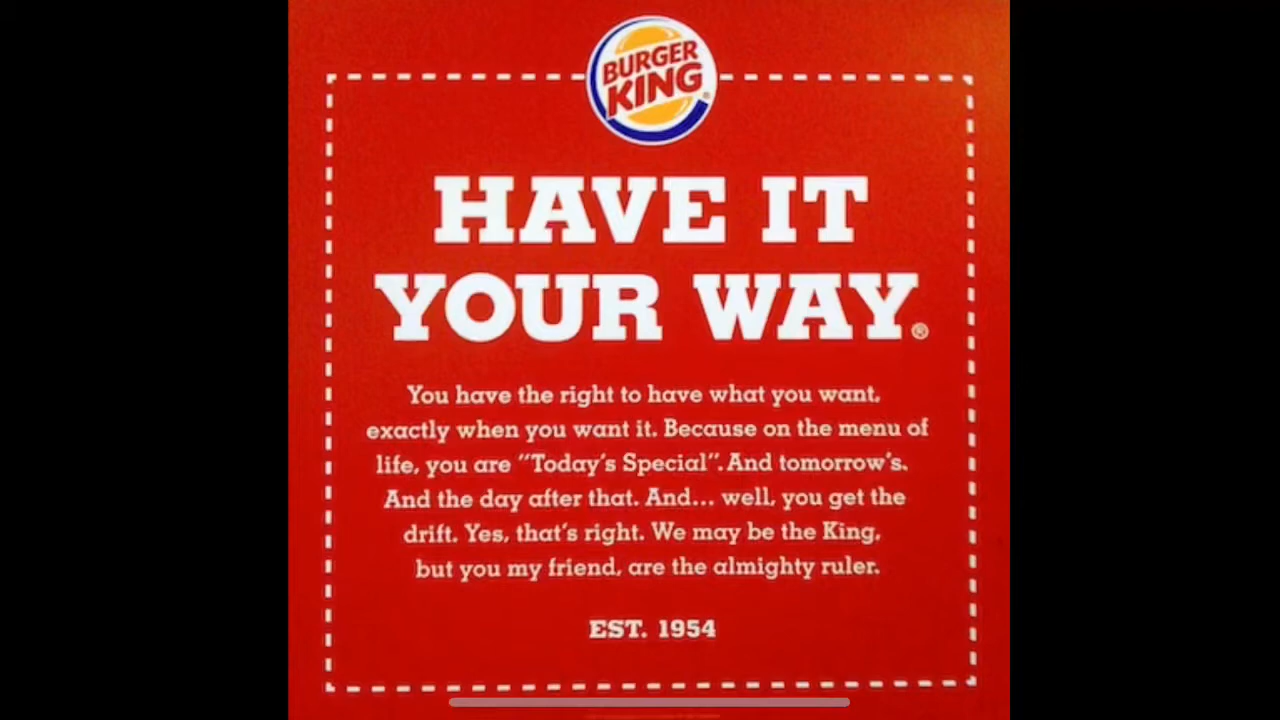 BURGER
KING®
HAVE IT
YOUR WAY.®
You have the right to have what you want,
exactly when you want it. Because on the menu of
life, you are "Today's Special". And tomorrow's.
And the day after that. And... well, you get the
drift. Yes, that's right. We may be the King,
but you my friend, are the almighty ruler.
EST. 1954